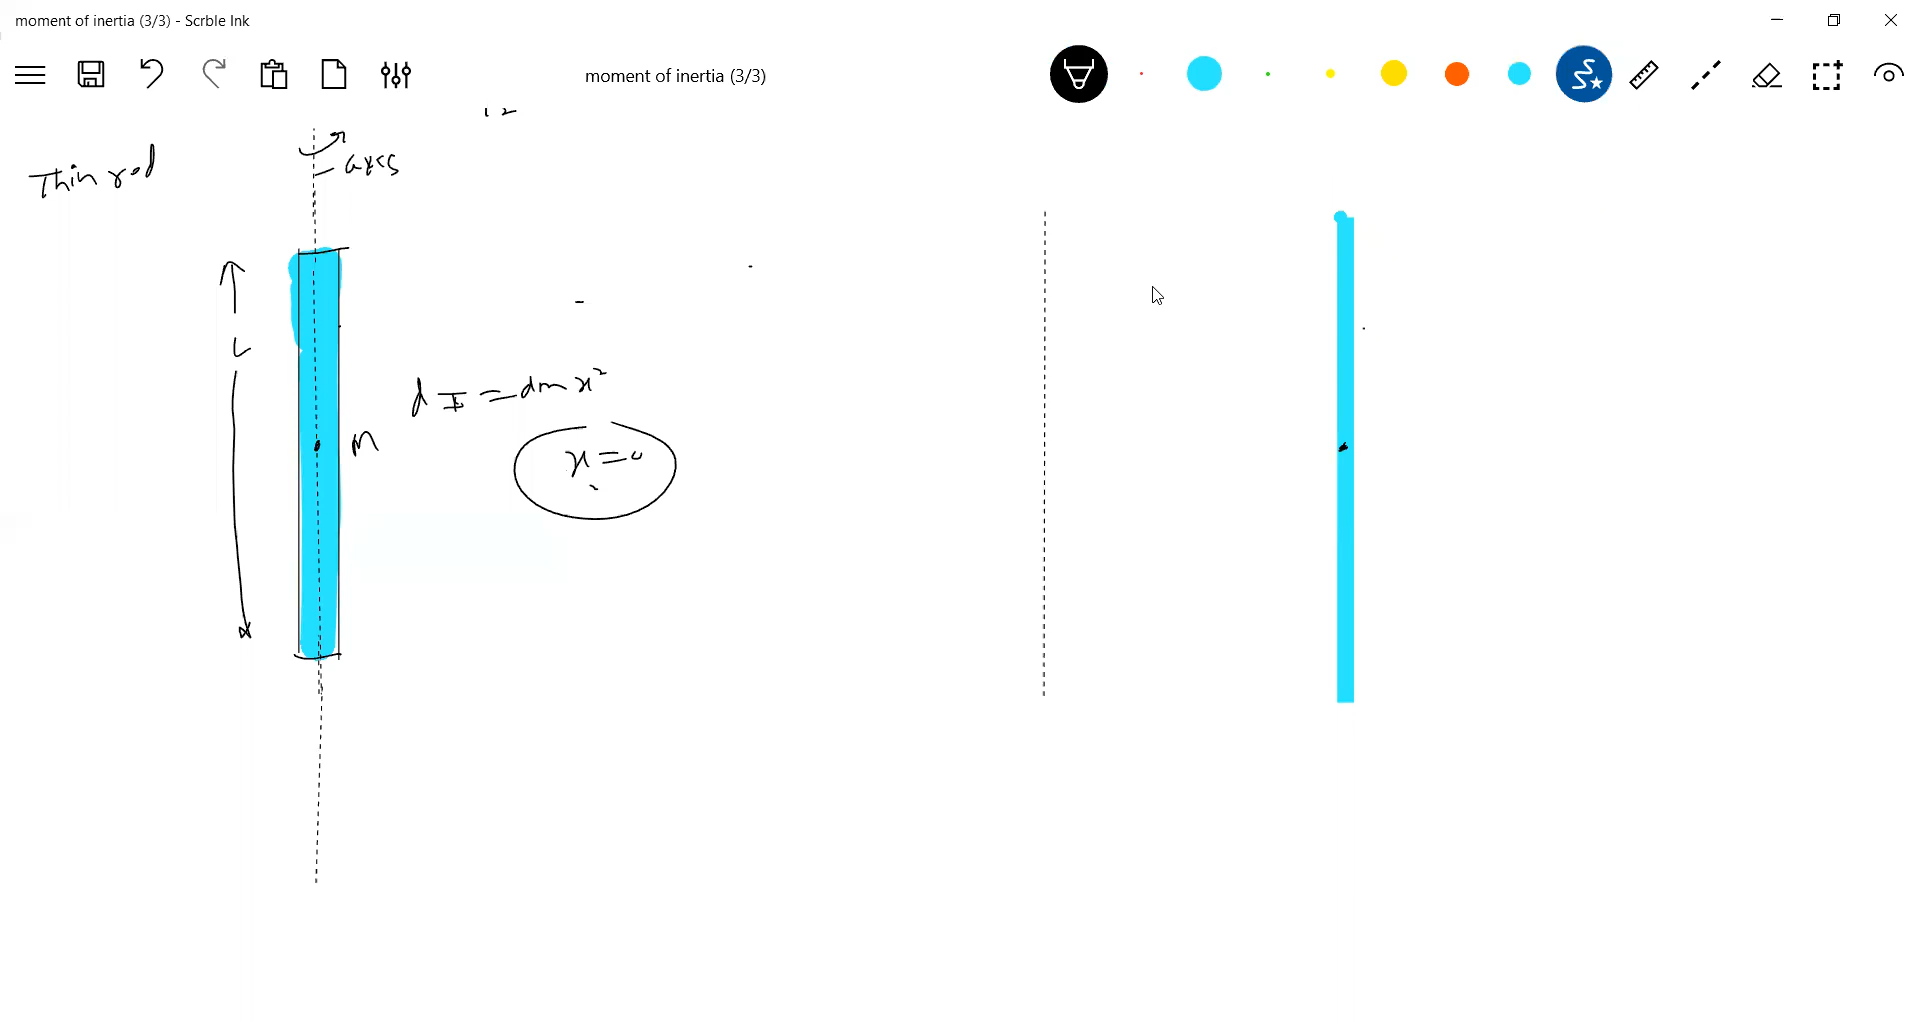 moment of inertia (3/3) - Scrble Ink
moment of inertia (3/3)
12
Thin rod
axis
L
dI = dm x²
M
x = 0